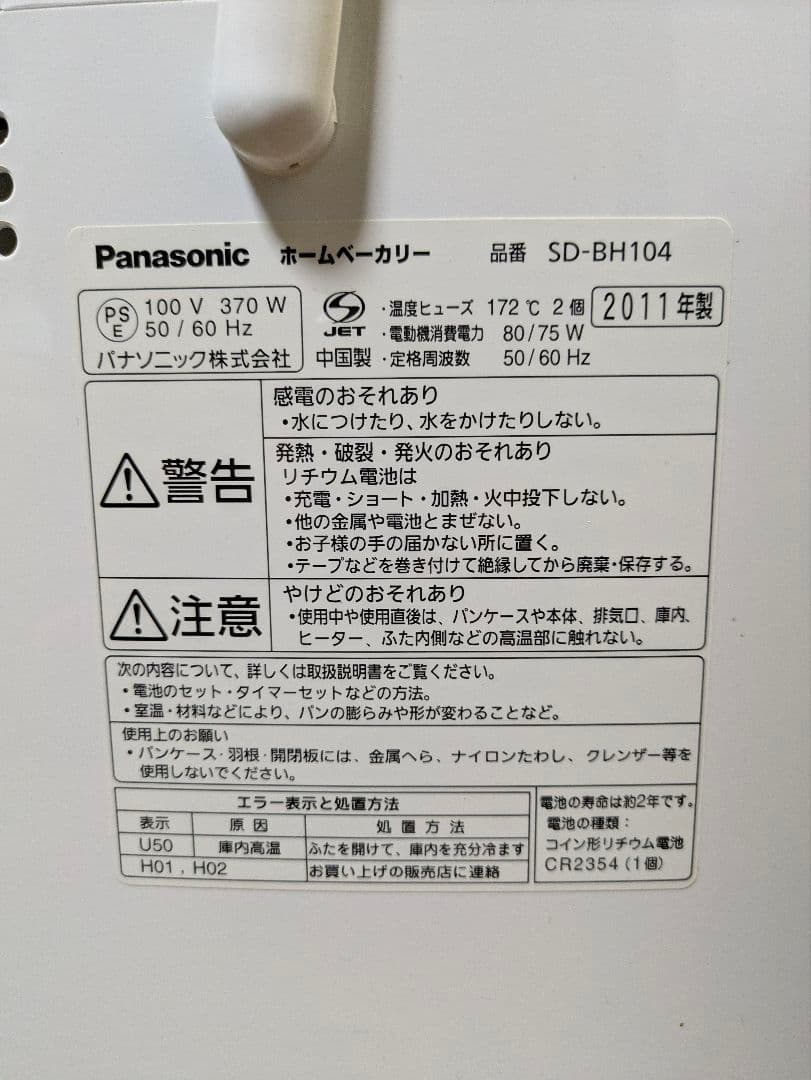 Panasonic ホームベーカリー 品番 SD-BH104
PS E 100 V 370 W
50 / 60 Hz
パナソニック株式会社
JET
中国製
・温度ヒューズ 172 ℃ 2 個
・電動機消費電力 80 / 75 W
・定格周波数 50 / 60 Hz
2011年製
警告
感電のおそれあり
・水につけたり、水をかけたりしない。
発熱・破裂・発火のおそれあり
リチウム電池は
・充電・ショート・加熱・火中投下しない。
・他の金属や電池とまぜない。
・お子様の手の届かない所に置く。
・テープなどを巻き付けて絶縁してから廃棄・保存する。
注意
やけどのおそれあり
・使用中や使用直後は、パンケースや本体、排気口、庫内、
ヒーター、ふた内側などの高温部に触れない。
次の内容について、詳しくは取扱説明書をご覧ください。
・電池のセット・タイマーセットなどの方法。
・室温・材料などにより、パンの膨らみや形が変わることなど。
使用上のお願い
・パンケース・羽根・開閉板には、金属へら、ナイロンたわし、クレンザー等を
使用しないでください。
エラー表示と処置方法
表示 原因 処置方法
U50 庫内高温 ふたを開けて、庫内を充分冷ます
H01 , H02 お買い上げの販売店に連絡
電池の寿命は約2年です。
電池の種類：
コイン形リチウム電池
CR2354 (1個)